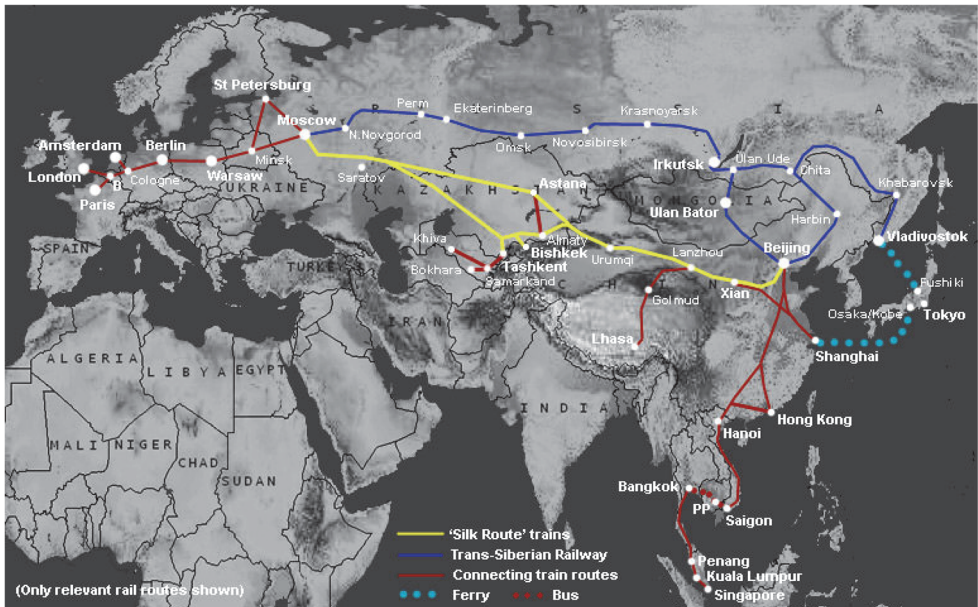 St Petersburg
R U S S I A
Perm
Ekaterinberg
Krasnoyarsk
Moscow
N.Novgorod
Omsk
Novosibirsk
Amsterdam
Berlin
Minsk
Irkutsk
Ulan Ude
Chita
London
B
Cologne
Warsaw
Saratov
Astana
Khabarovsk
Paris
UKRAINE
KAZAKHS
MONGOLIA
Ulan Bator
Harbin
SPAIN
Khiva
Almaty
Bishkek
Urumqi
Lanzhou
Beijing
Vladivostok
TURKEY
Bokhara
Tashkent
Samarkand
CHIN
Golmud
Xian
Fushiki
Osaka/Kobe
Tokyo
IRAN
Lhasa
Shanghai
ALGERIA
LIBYA
EGYPT
INDIA
Hong Kong
Hanoi
MALI
NIGER
CHAD
SUDAN
Bangkok
PP
Saigon
'Silk Route' trains
Trans-Siberian Railway
Connecting train routes
Ferry
Bus
Penang
Kuala Lumpur
Singapore
(Only relevant rail routes shown)